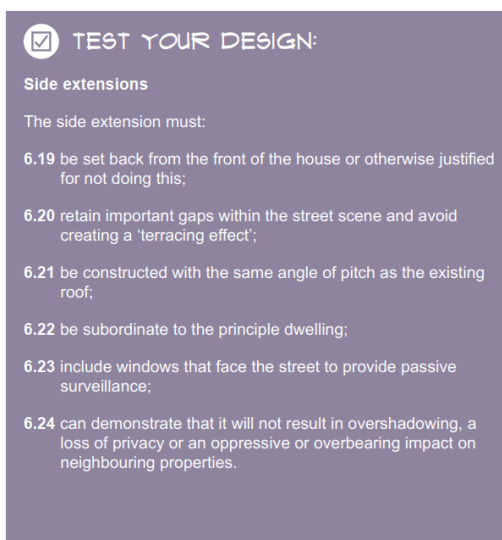 TEST YOUR DESIGN:
Side extensions
The side extension must:
6.19 be set back from the front of the house or otherwise justified
for not doing this;
6.20 retain important gaps within the street scene and avoid
creating a ‘terracing effect’;
6.21 be constructed with the same angle of pitch as the existing
roof;
6.22 be subordinate to the principle dwelling;
6.23 include windows that face the street to provide passive
surveillance;
6.24 can demonstrate that it will not result in overshadowing, a
loss of privacy or an oppressive or overbearing impact on
neighbouring properties.